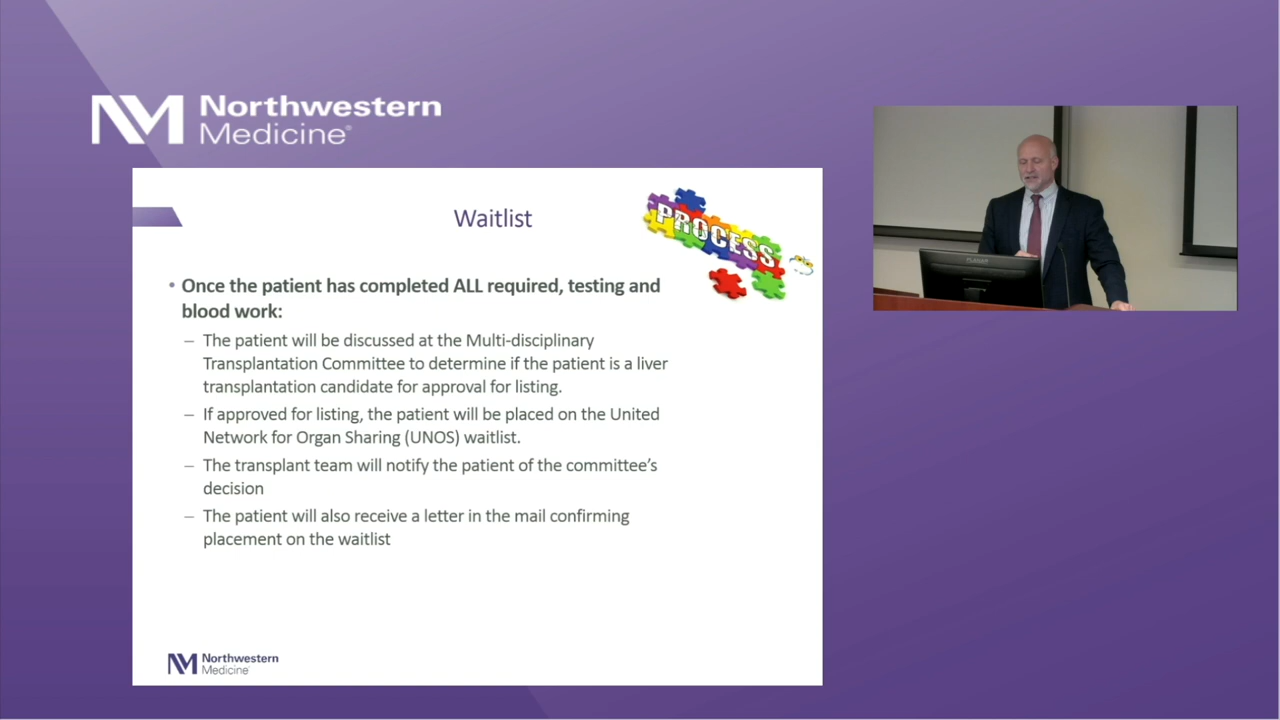 Northwestern
Medicine®
Waitlist
PROCESS
• Once the patient has completed ALL required, testing and
blood work:
– The patient will be discussed at the Multi-disciplinary
Transplantation Committee to determine if the patient is a liver
transplantation candidate for approval for listing.
– If approved for listing, the patient will be placed on the United
Network for Organ Sharing (UNOS) waitlist.
– The transplant team will notify the patient of the committee's
decision
– The patient will also receive a letter in the mail confirming
placement on the waitlist
Northwestern
Medicine